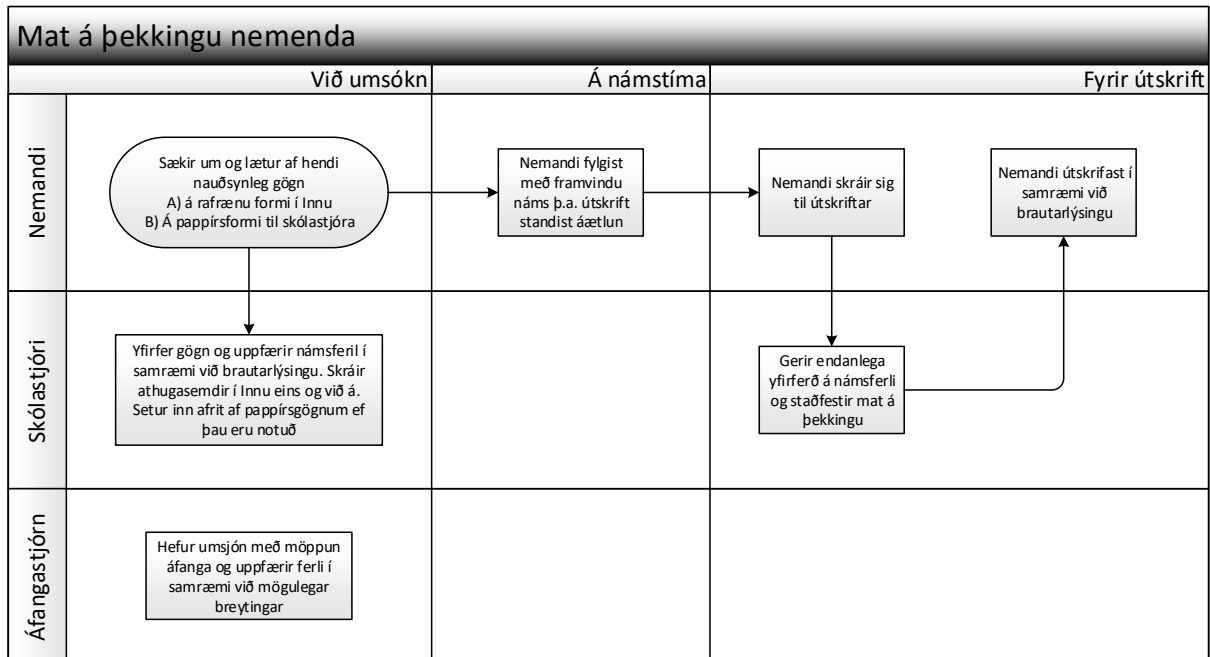 Mat á þekkingu nemenda
Við umsókn
Á námstíma
Fyrir útskrift
Nemandi
Sækir um og lætur af hendi
nauðsynleg gögn
A) á rafrænu formi í Innu
B) Á pappírsformi til skólastjóra
Nemandi fylgist
með framvindu
náms þ.a. útskrift
standist áætlun
Nemandi skráir sig
til útskriftar
Nemandi útskrifast í
samræmi við
brautarlýsingu
Skólastjóri
Yfirfer gögn og uppfærir námsferil í
samræmi við brautarlýsingu. Skráir
athugasemdir í Innu eins og við á.
Setur inn afrit af pappírsgögnum ef
þau eru notuð
Gerir endanlega
yfirferð á námsferli
og staðfestir mat á
þekkingu
Áfangastjórn
Hefur umsjón með möppun
áfanga og uppfærir ferli í
samræmi við mögulegar
breytingar